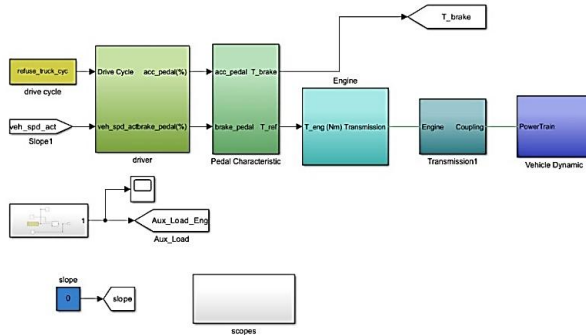 T_brake
refuse_truck_cyc
drive cycle
Drive Cycle acc_pedal(%)
veh_spd_act brake_pedal(%)
driver
acc_pedal T_brake
brake_pedal T_ref
Pedal Characteristic
veh_spd_act
Slope1
Engine
T_eng (Nm) Transmission
Engine Coupling
Transmission1
PowerTrain
Vehicle Dynamic
1
Aux_Load_Eng
Aux_Load
slope
0
slope
scopes